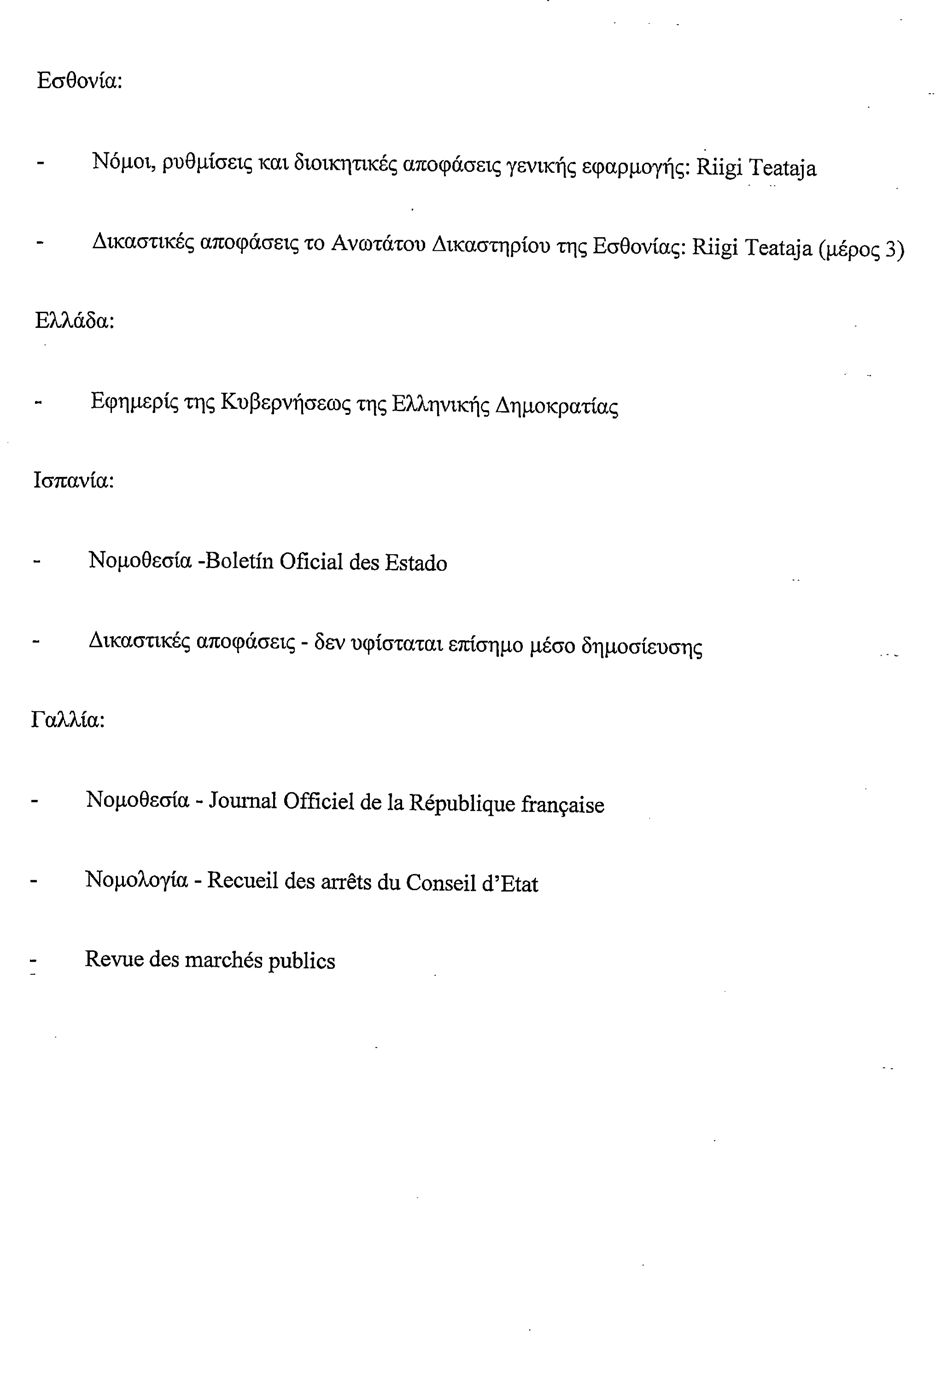 Εσθονία:
- Νόμοι, ρυθμίσεις και διοικητικές αποφάσεις γενικής εφαρμογής: Riigi Teataja
- Δικαστικές αποφάσεις το Ανωτάτου Δικαστηρίου της Εσθονίας: Riigi Teataja (μέρος 3)
Ελλάδα:
- Εφημερίς της Κυβερνήσεως της Ελληνικής Δημοκρατίας
Ισπανία:
- Νομοθεσία -Boletín Oficial des Estado
- Δικαστικές αποφάσεις - δεν υφίσταται επίσημο μέσο δημοσίευσης
Γαλλία:
- Νομοθεσία - Journal Officiel de la République française
- Νομολογία - Recueil des arrêts du Conseil d'Etat
- Revue des marchés publics